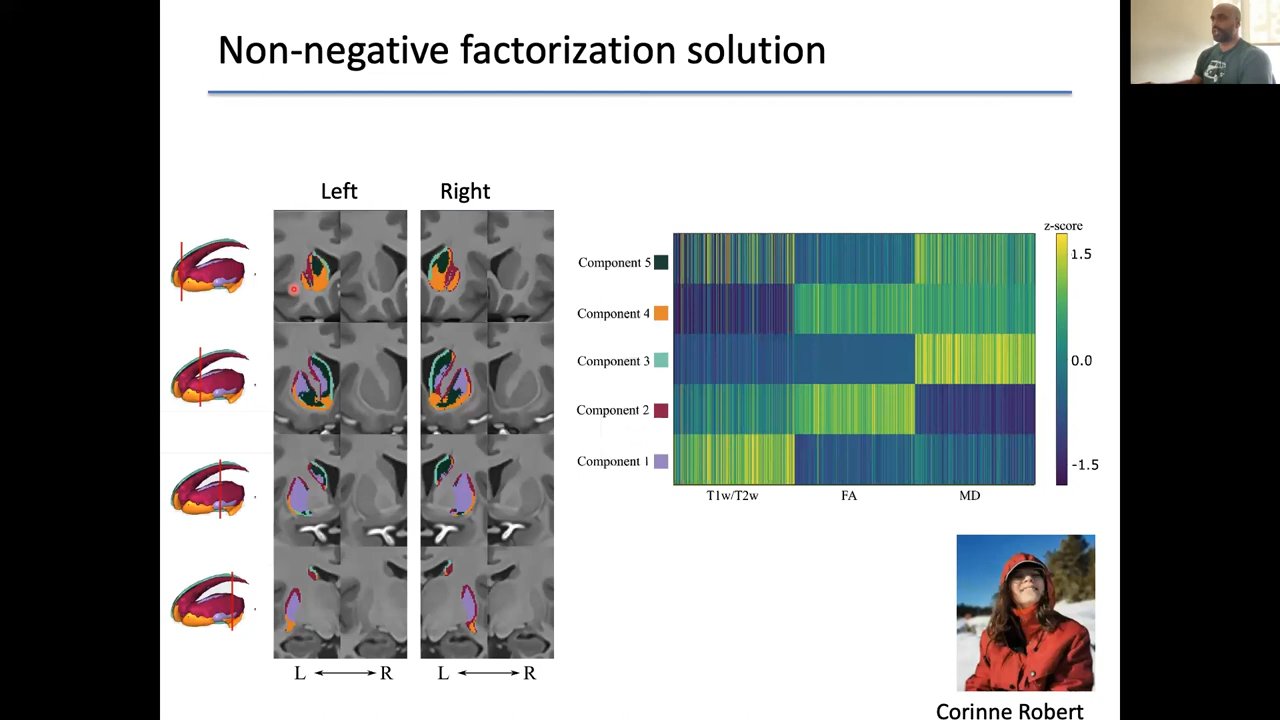 Non-negative factorization solution
Left
Right
L R
L R
z-score
Component 5
Component 4
Component 3
Component 2
Component 1
1.5
0.0
-1.5
T1w/T2w
FA
MD
Corinne Robert